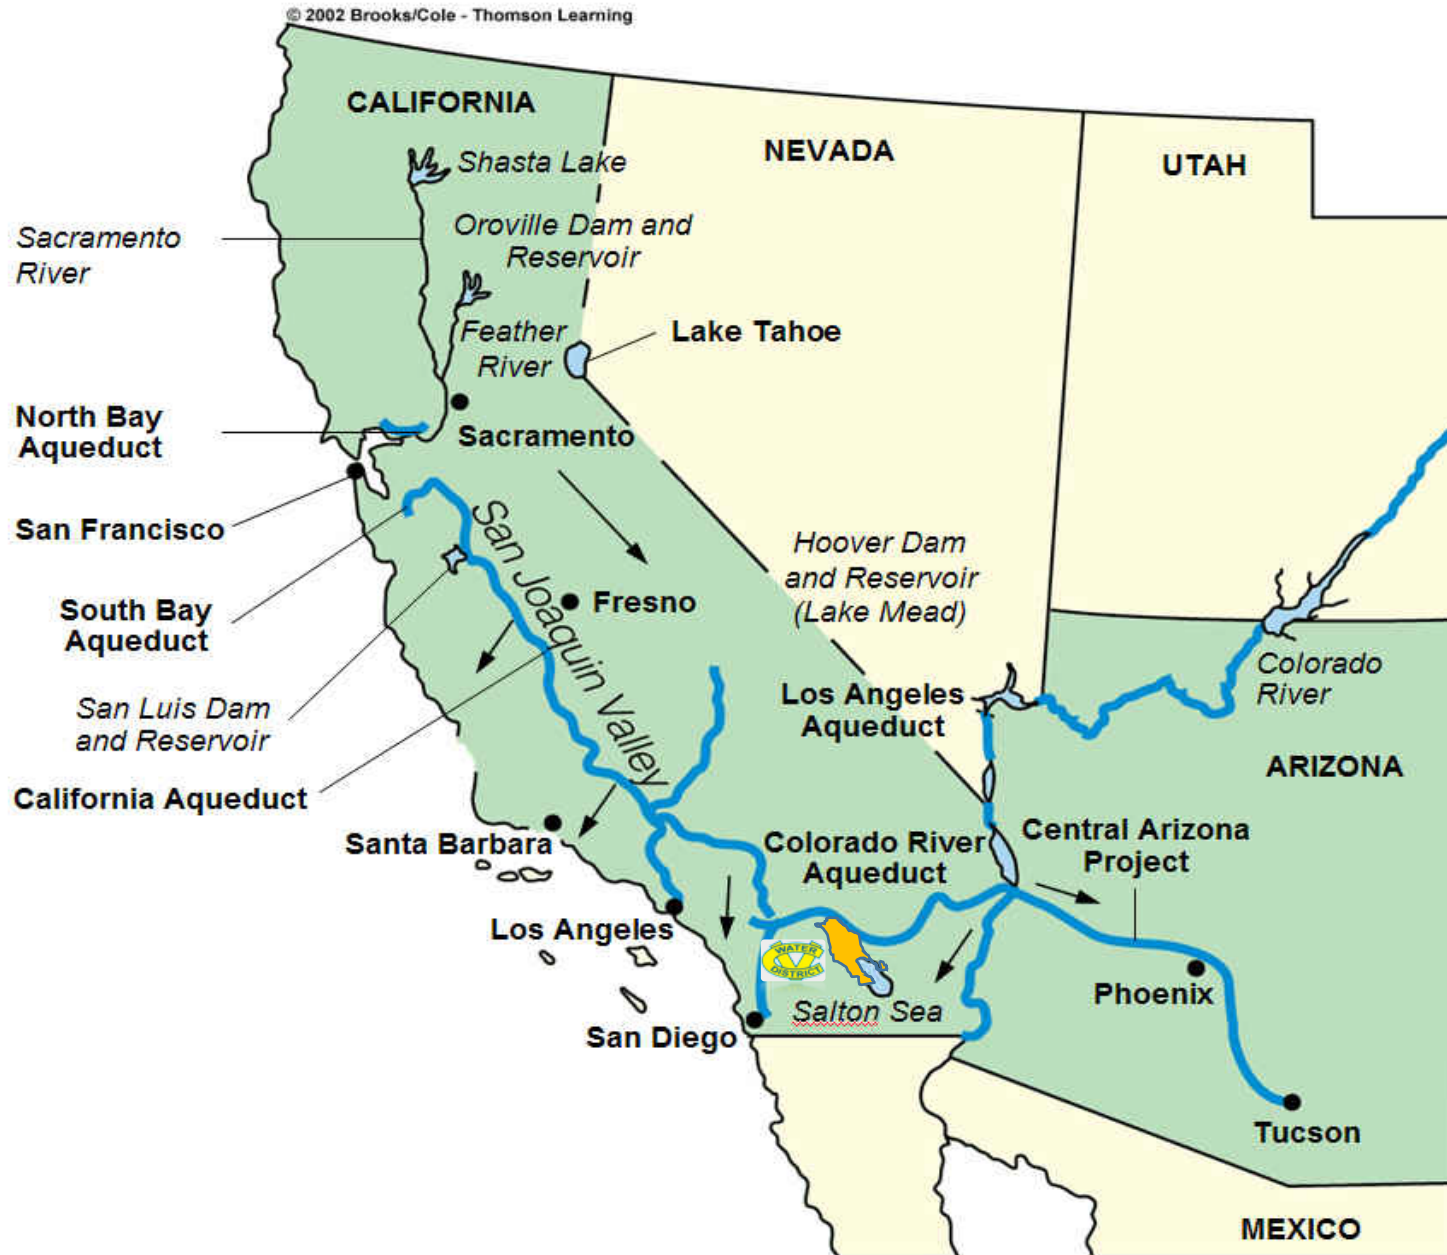 © 2002 Brooks/Cole - Thomson Learning
CALIFORNIA
NEVADA
UTAH
Shasta Lake
Sacramento
River
Oroville Dam and
Reservoir
Feather
River
Lake Tahoe
North Bay
Aqueduct
Sacramento
San Francisco
San Joaquin Valley
Hoover Dam
and Reservoir
(Lake Mead)
South Bay
Aqueduct
Fresno
Colorado
River
San Luis Dam
and Reservoir
Los Angeles
Aqueduct
ARIZONA
California Aqueduct
Santa Barbara
Colorado River
Aqueduct
Central Arizona
Project
Los Angeles
WATER
CV
DISTRICT
Phoenix
Salton Sea
San Diego
Tucson
MEXICO